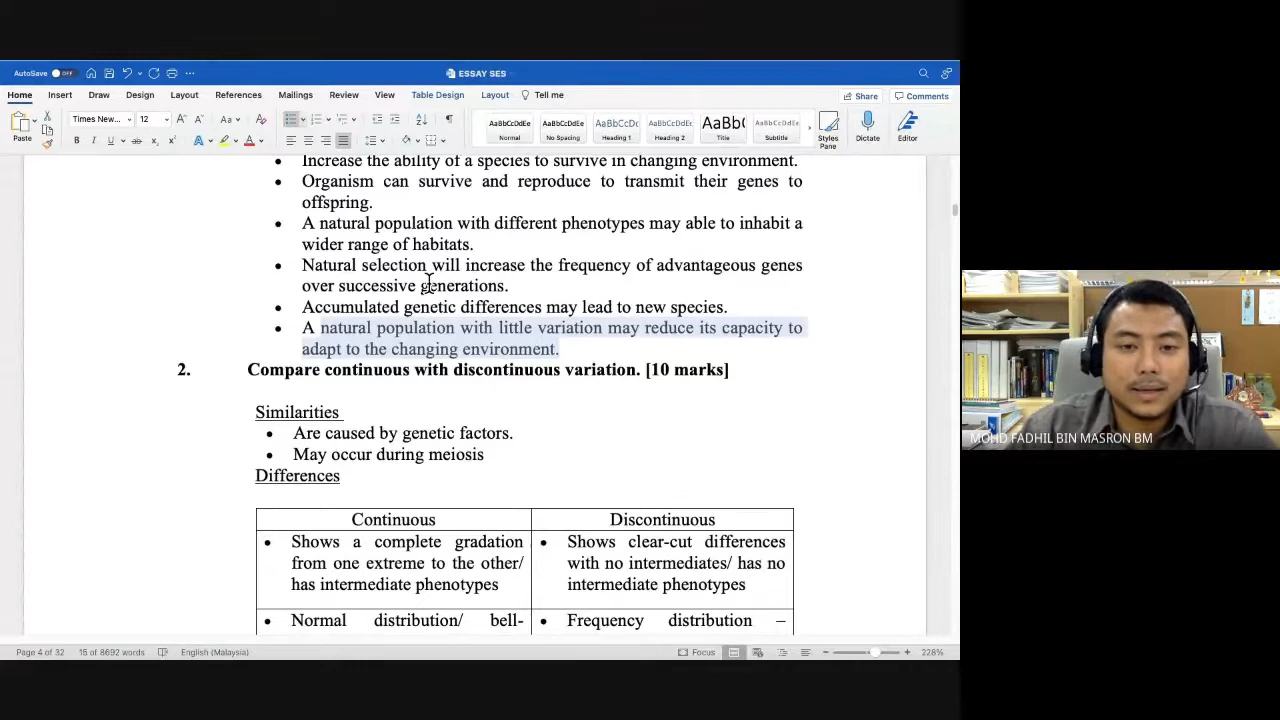 AutoSave OFF
ESSAY SES
Home Insert Draw Design Layout References Mailings Review View Table Design Layout Tell me
Share Comments
Times New... 12
Paste
AaBbCcDdEe AaBbCcDdEe AaBbCcDc AaBbCcDdEe AaBb( AaBbCcDdEe
Normal No Spacing Heading 1 Heading 2 Title Subtitle
Styles Pane
Dictate Editor
• Increase the ability of a species to survive in changing environment.
• Organism can survive and reproduce to transmit their genes to
offspring.
• A natural population with different phenotypes may able to inhabit a
wider range of habitats.
• Natural selection will increase the frequency of advantageous genes
over successive generations.
• Accumulated genetic differences may lead to new species.
• A natural population with little variation may reduce its capacity to
adapt to the changing environment.
2. Compare continuous with discontinuous variation. [10 marks]
Similarities
• Are caused by genetic factors.
• May occur during meiosis
Differences
Continuous Discontinuous
• Shows a complete gradation • Shows clear-cut differences
from one extreme to the other/ with no intermediates/ has no
has intermediate phenotypes intermediate phenotypes
• Normal distribution/ bell- • Frequency distribution –
Page 4 of 32 15 of 8692 words English (Malaysia) Focus 228%
MOHD FADHIL BIN MASRON BM